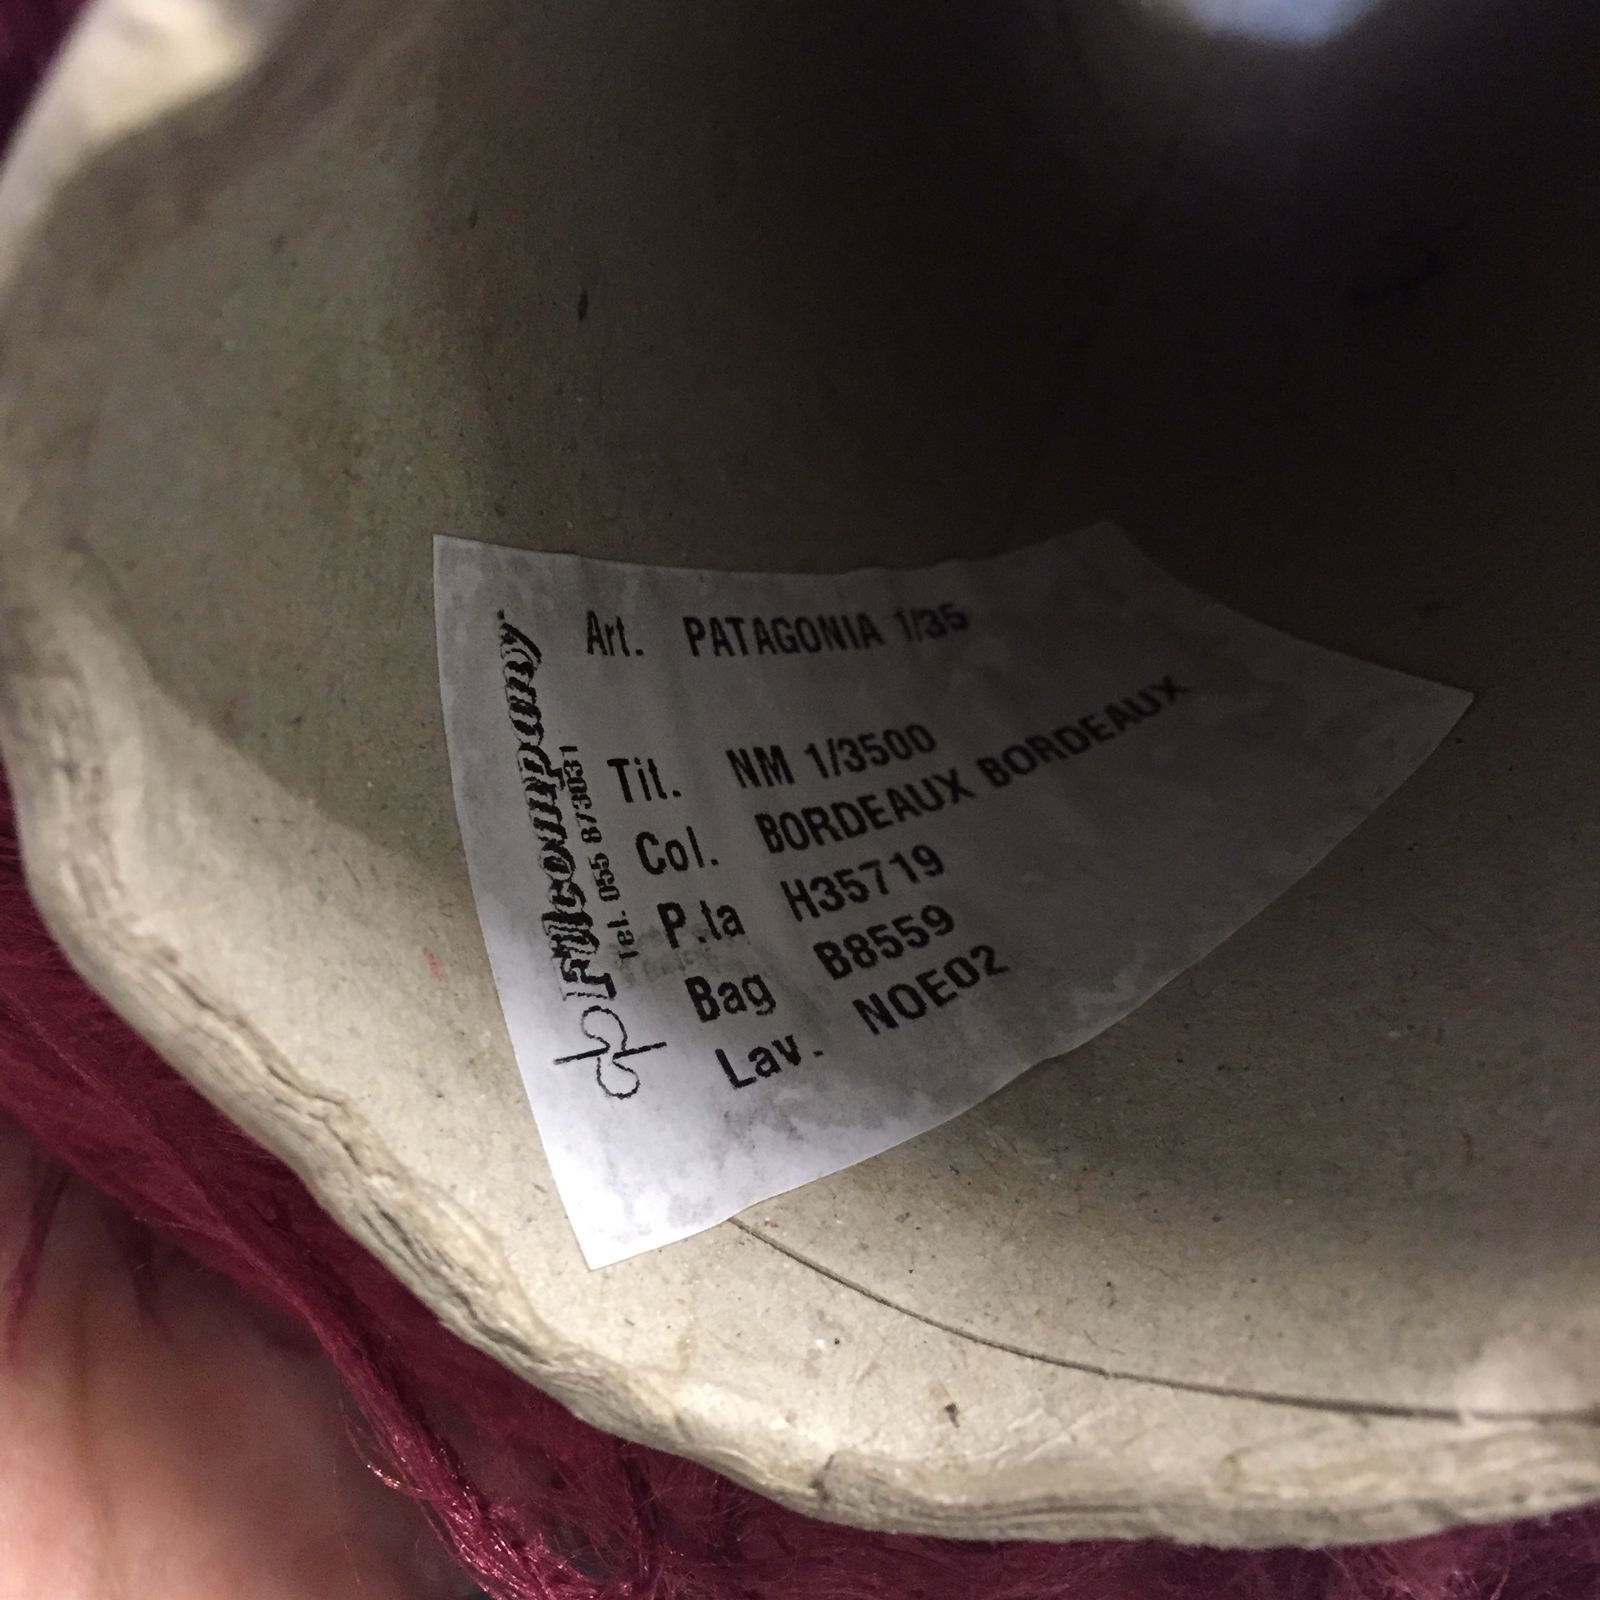 Art. PATAGONIA 1/35
Tit. NM 1/3500
Col. BORDEAUX BORDEAUX
P.ta H35719
Bag B8559
Lav. NOE02
Filcompany
Tel. 055 873031